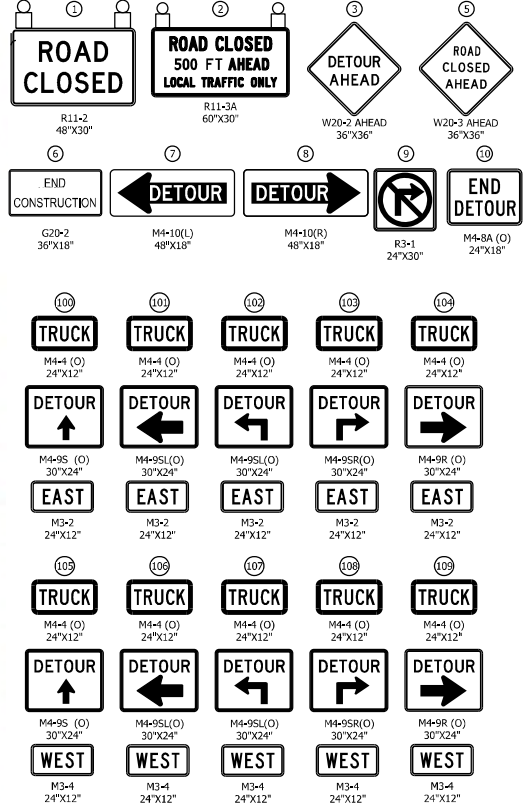 1 2 3 5
ROAD
CLOSED
R11-2
48"X30"
ROAD CLOSED
500 FT AHEAD
LOCAL TRAFFIC ONLY
R11-3A
60"X30"
DETOUR
AHEAD
W20-2 AHEAD
36"X36"
ROAD
CLOSED
AHEAD
W20-3 AHEAD
36"X36"
6 7 8 9 10
END
CONSTRUCTION
G20-2
36"X18"
DETOUR
M4-10(L)
48"X18"
DETOUR
M4-10(R)
48"X18"
R3-1
24"X30"
END
DETOUR
M4-8A (O)
24"X18"
100 101 102 103 104
TRUCK TRUCK TRUCK TRUCK TRUCK
M4-4 (O) M4-4 (O) M4-4 (O) M4-4 (O) M4-4 (O)
24"X12" 24"X12" 24"X12" 24"X12" 24"X12"
DETOUR DETOUR DETOUR DETOUR DETOUR
M4-9S (O) M4-9SL(O) M4-9SL(O) M4-9SR(O) M4-9R (O)
30"X24" 30"X24" 30"X24" 30"X24" 30"X24"
EAST EAST EAST EAST EAST
M3-2 M3-2 M3-2 M3-2 M3-2
24"X12" 24"X12" 24"X12" 24"X12" 24"X12"
105 106 107 108 109
TRUCK TRUCK TRUCK TRUCK TRUCK
M4-4 (O) M4-4 (O) M4-4 (O) M4-4 (O) M4-4 (O)
24"X12" 24"X12" 24"X12" 24"X12" 24"X12"
DETOUR DETOUR DETOUR DETOUR DETOUR
M4-9S (O) M4-9SL(O) M4-9SL(O) M4-9SR(O) M4-9R (O)
30"X24" 30"X24" 30"X24" 30"X24" 30"X24"
WEST WEST WEST WEST WEST
M3-4 M3-4 M3-4 M3-4 M3-4
24"X12" 24"X12" 24"X12" 24"X12" 24"X12"